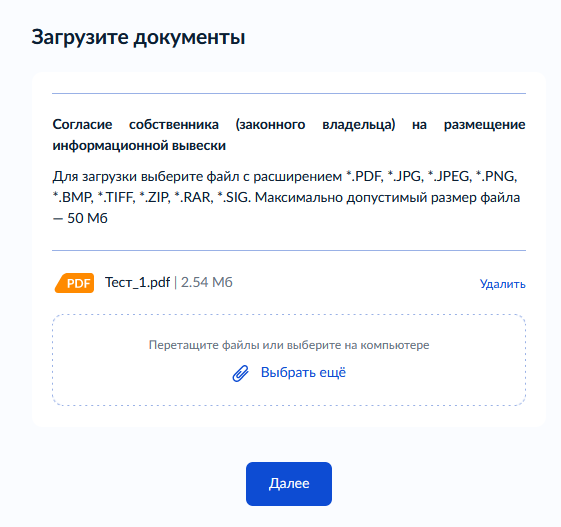 Загрузите документы
Согласие собственника (законного владельца) на размещение
информационной вывески
Для загрузки выберите файл с расширением *.PDF, *.JPG, *.JPEG, *.PNG,
*.BMP, *.TIFF, *.ZIP, *.RAR, *.SIG. Максимально допустимый размер файла
— 50 Мб
PDF Тест_1.pdf | 2.54 Мб Удалить
Перетащите файлы или выберите на компьютере
Выбрать ещё
Далее